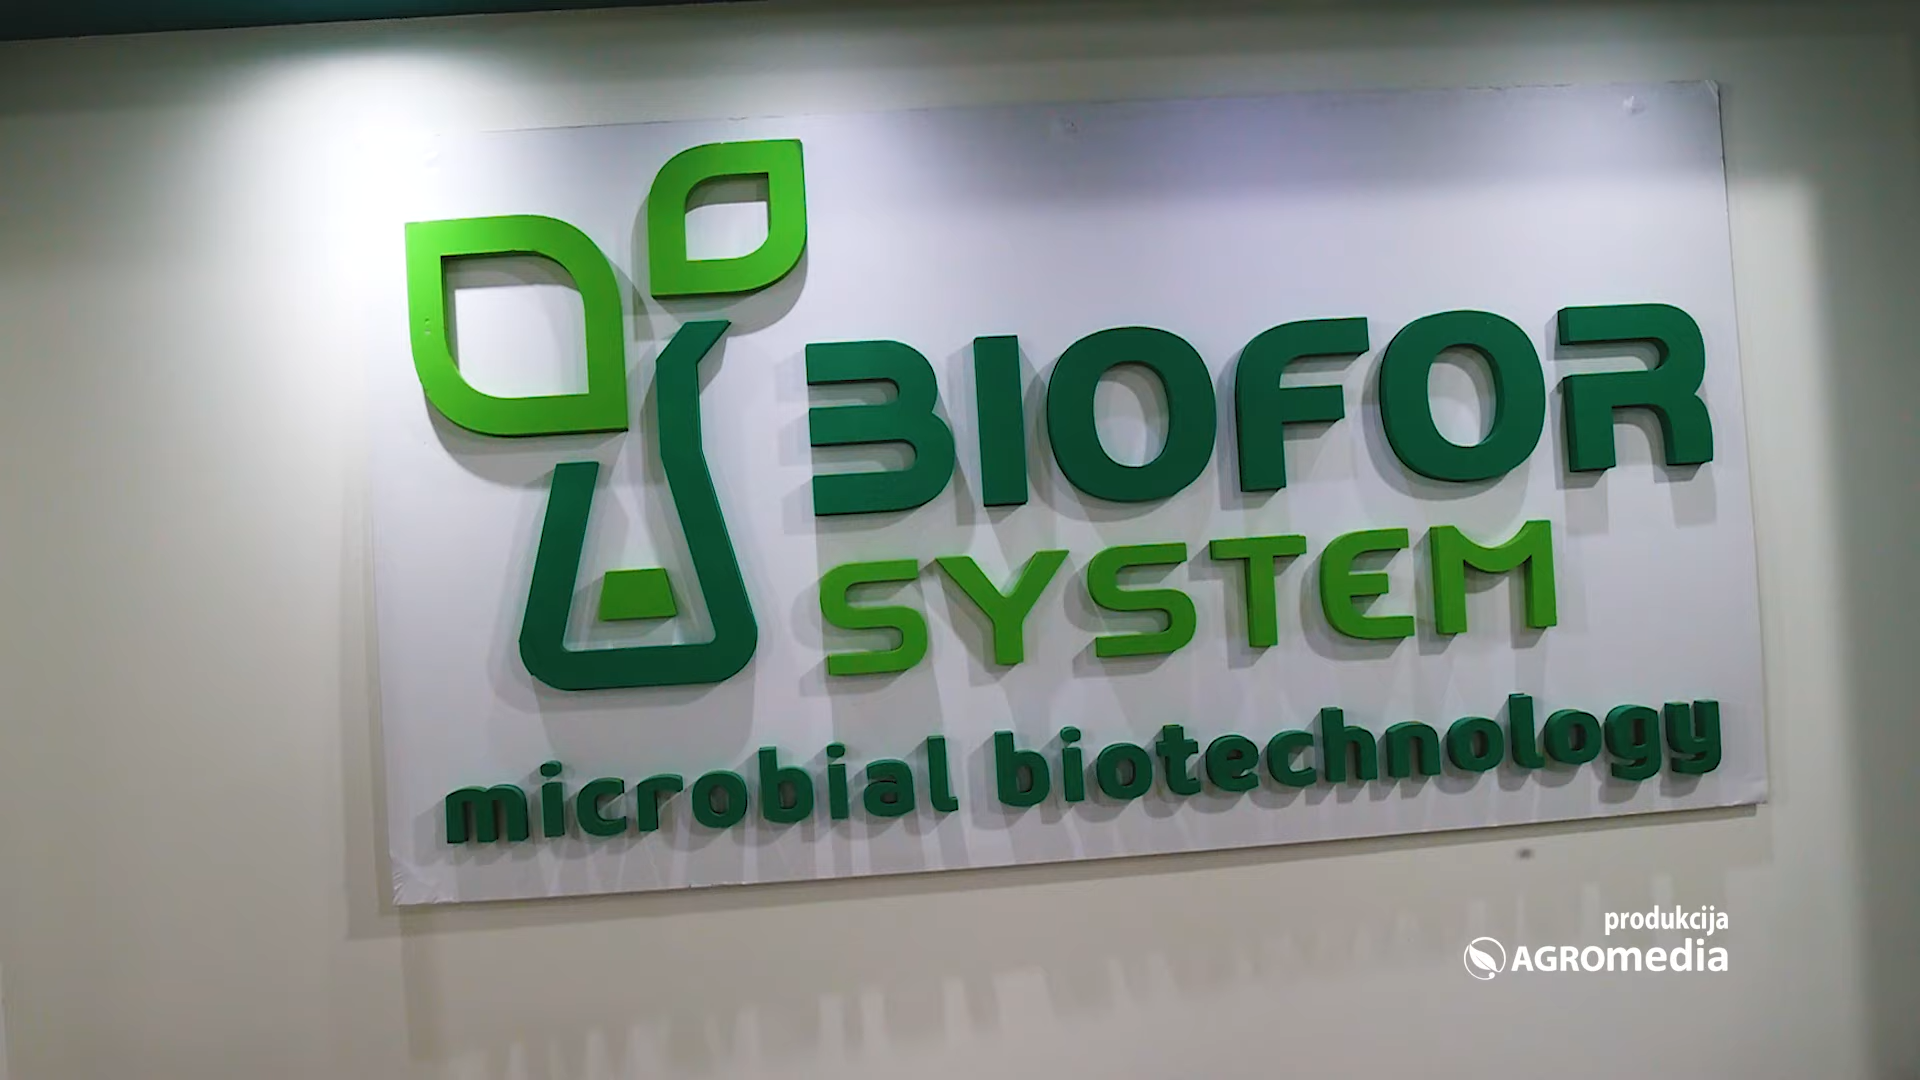 BIOFOR
SYSTEM
microbial biotechnology
produkcija
AGROmedia